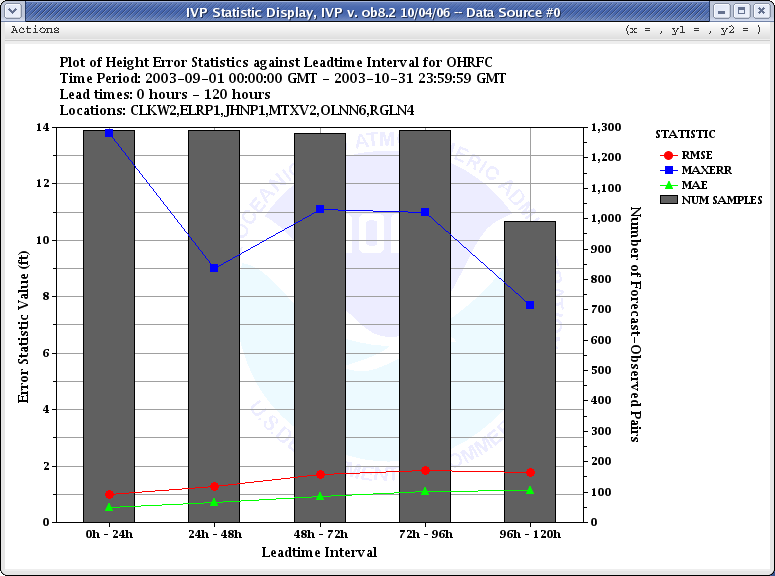 IVP Statistic Display, IVP v. ob8.2 10/04/06 -- Data Source #0
Actions
(x = , y1 = , y2 = )
Plot of Height Error Statistics against Leadtime Interval for OHRFC
Time Period: 2003-09-01 00:00:00 GMT - 2003-10-31 23:59:59 GMT
Lead times: 0 hours - 120 hours
Locations: CLKW2,ELRP1,JHNP1,MTXV2,OLNN6,RGLN4
Error Statistic Value (ft)
14
12
10
8
6
4
2
0
1,300
1,200
1,100
1,000
900
800
700
600
500
400
300
200
100
0
Number of Forecast-Observed Pairs
STATISTIC
RMSE
MAXERR
MAE
NUM SAMPLES
0h - 24h
24h - 48h
48h - 72h
72h - 96h
96h - 120h
Leadtime Interval